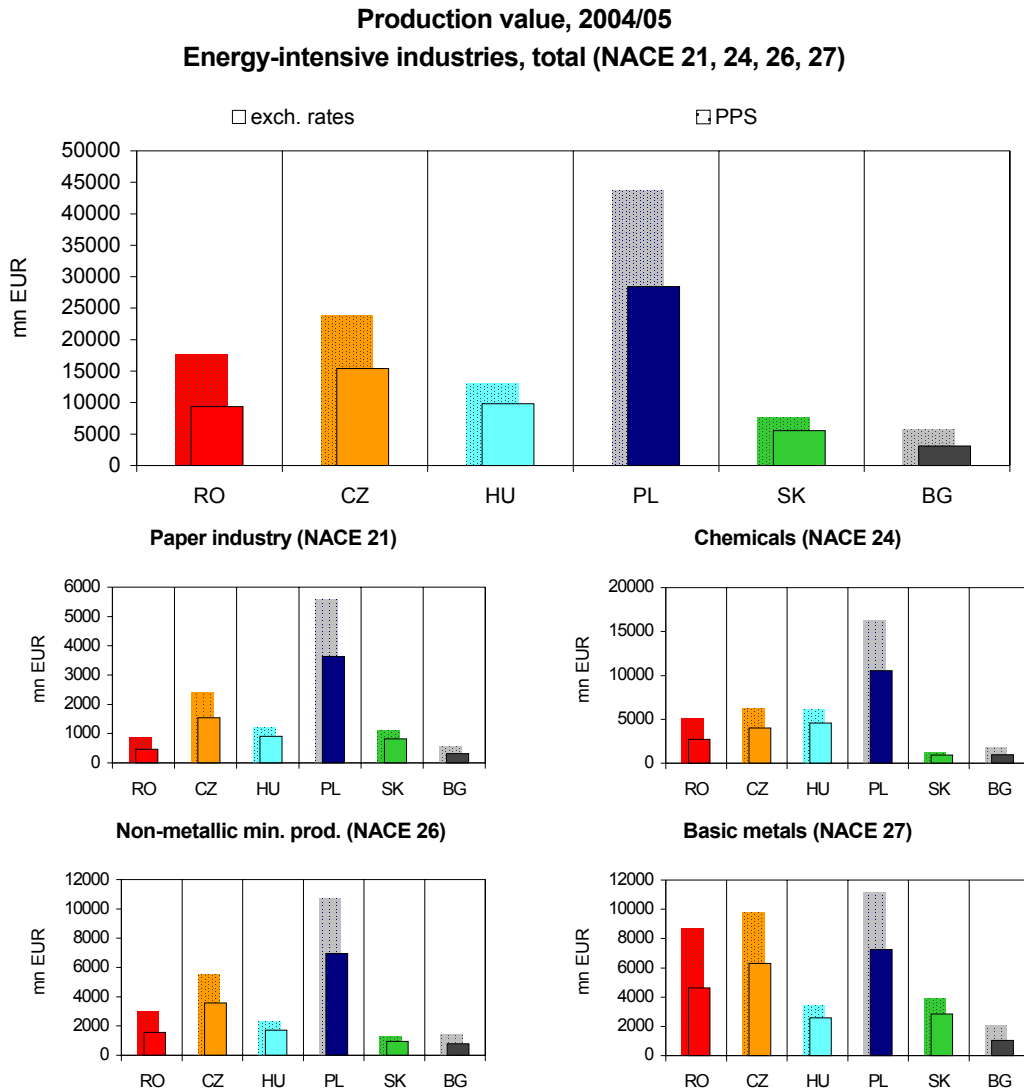 Production value, 2004/05
Energy-intensive industries, total (NACE 21, 24, 26, 27)
exch. rates PPS
mn EUR
50000
45000
40000
35000
30000
25000
20000
15000
10000
5000
0
RO CZ HU PL SK BG
Paper industry (NACE 21)
mn EUR
6000
5000
4000
3000
2000
1000
0
RO CZ HU PL SK BG
Chemicals (NACE 24)
mn EUR
20000
15000
10000
5000
0
RO CZ HU PL SK BG
Non-metallic min. prod. (NACE 26)
mn EUR
12000
10000
8000
6000
4000
2000
0
RO CZ HU PL SK BG
Basic metals (NACE 27)
mn EUR
12000
10000
8000
6000
4000
2000
0
RO CZ HU PL SK BG